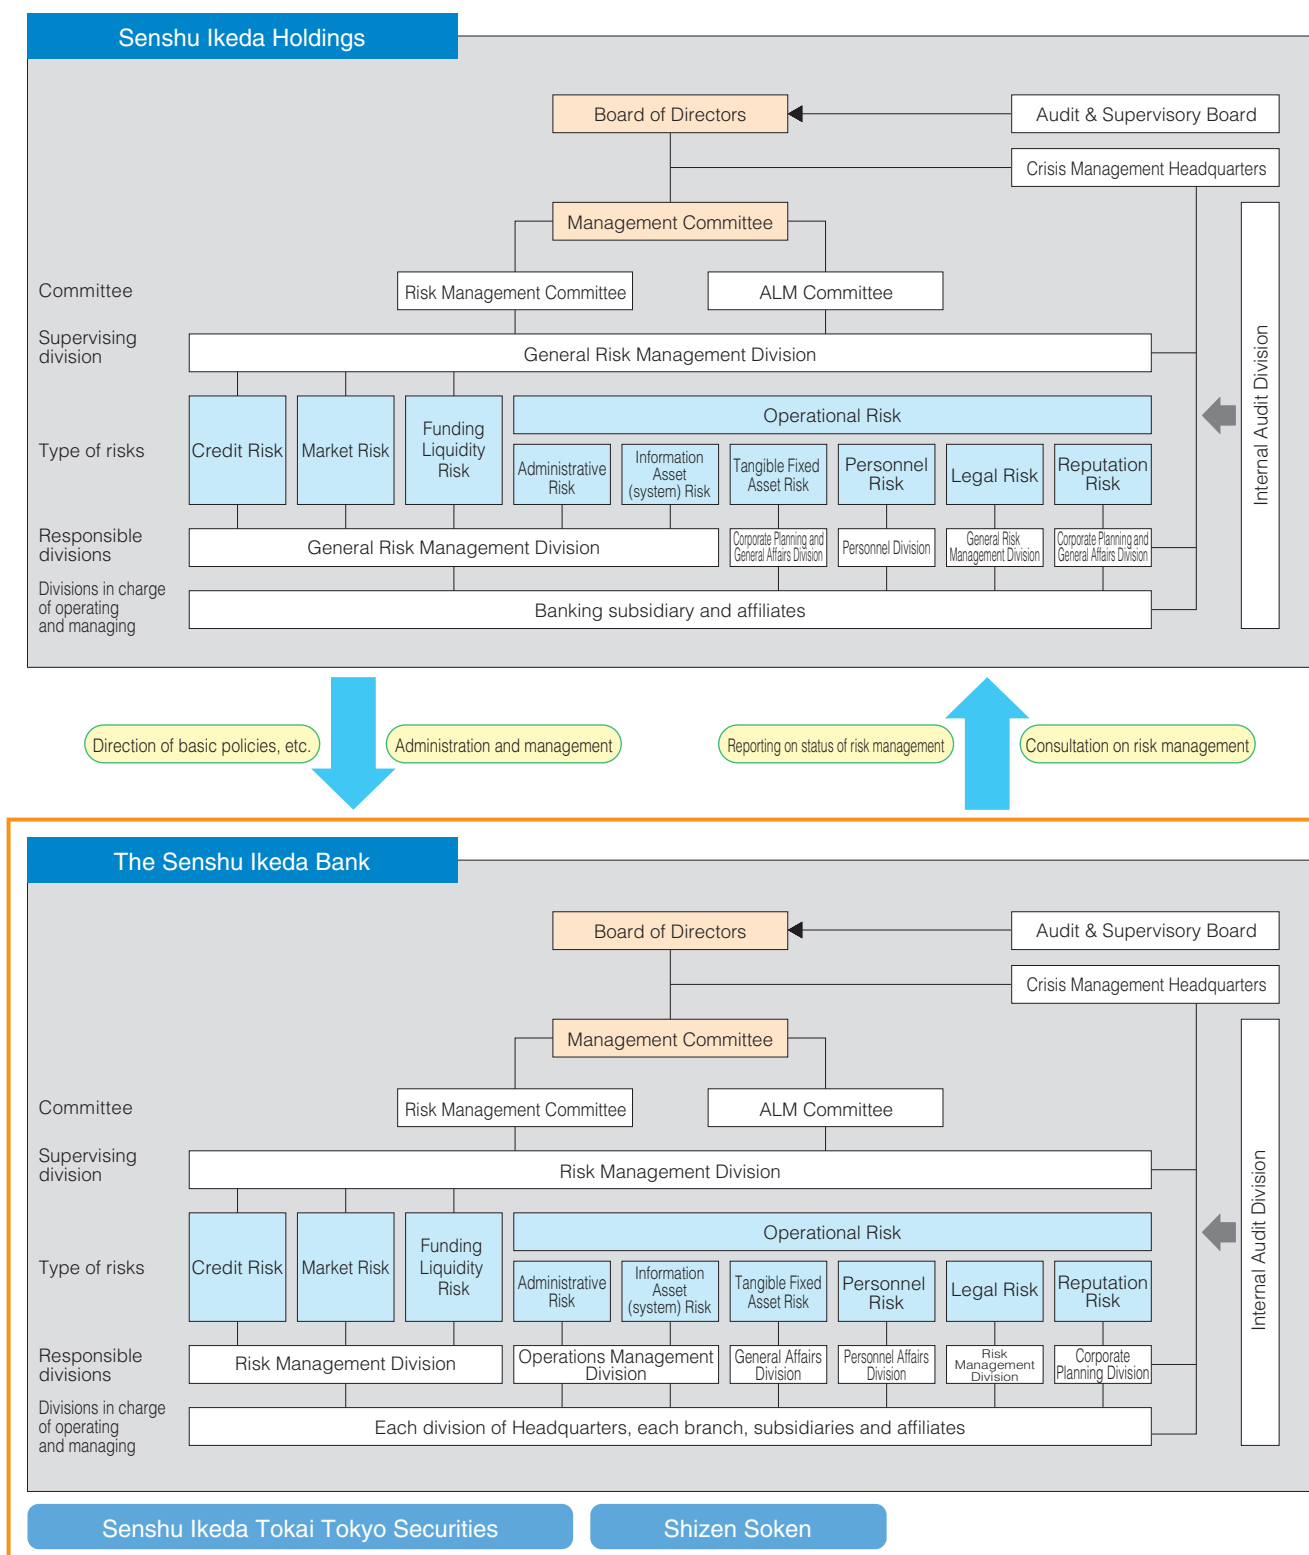 Senshu Ikeda Holdings
Board of Directors
Audit & Supervisory Board
Crisis Management Headquarters
Management Committee
Committee
Risk Management Committee
ALM Committee
Supervising
division
General Risk Management Division
Internal Audit Division
Type of risks
Credit Risk
Market Risk
Funding
Liquidity
Risk
Operational Risk
Administrative
Risk
Information
Asset
(system) Risk
Tangible Fixed
Asset Risk
Personnel
Risk
Legal Risk
Reputation
Risk
Responsible
divisions
General Risk Management Division
Corporate Planning and
General Affairs Division
Personnel Division
General Risk
Management Division
Corporate Planning and
General Affairs Division
Divisions in charge
of operating
and managing
Banking subsidiary and affiliates
Direction of basic policies, etc.
Administration and management
Reporting on status of risk management
Consultation on risk management
The Senshu Ikeda Bank
Board of Directors
Audit & Supervisory Board
Crisis Management Headquarters
Management Committee
Committee
Risk Management Committee
ALM Committee
Supervising
division
Risk Management Division
Internal Audit Division
Type of risks
Credit Risk
Market Risk
Funding
Liquidity
Risk
Operational Risk
Administrative
Risk
Information
Asset
(system) Risk
Tangible Fixed
Asset Risk
Personnel
Risk
Legal Risk
Reputation
Risk
Responsible
divisions
Risk Management Division
Operations Management
Division
General Affairs
Division
Personnel Affairs
Division
Risk
Management
Division
Corporate
Planning Division
Divisions in charge
of operating
and managing
Each division of Headquarters, each branch, subsidiaries and affiliates
Senshu Ikeda Tokai Tokyo Securities
Shizen Soken